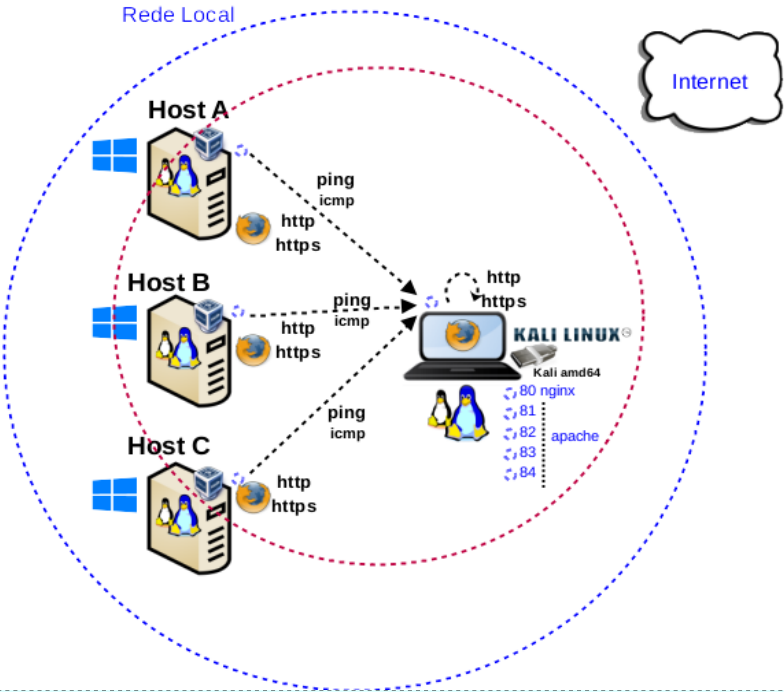 Rede Local
Internet
Host A
ping
icmp
http
https
Host B
ping
icmp
http
https
http
https
KALI LINUX
Kali amd64
80 nginx
81
82
apache
83
84
ping
icmp
Host C
http
https